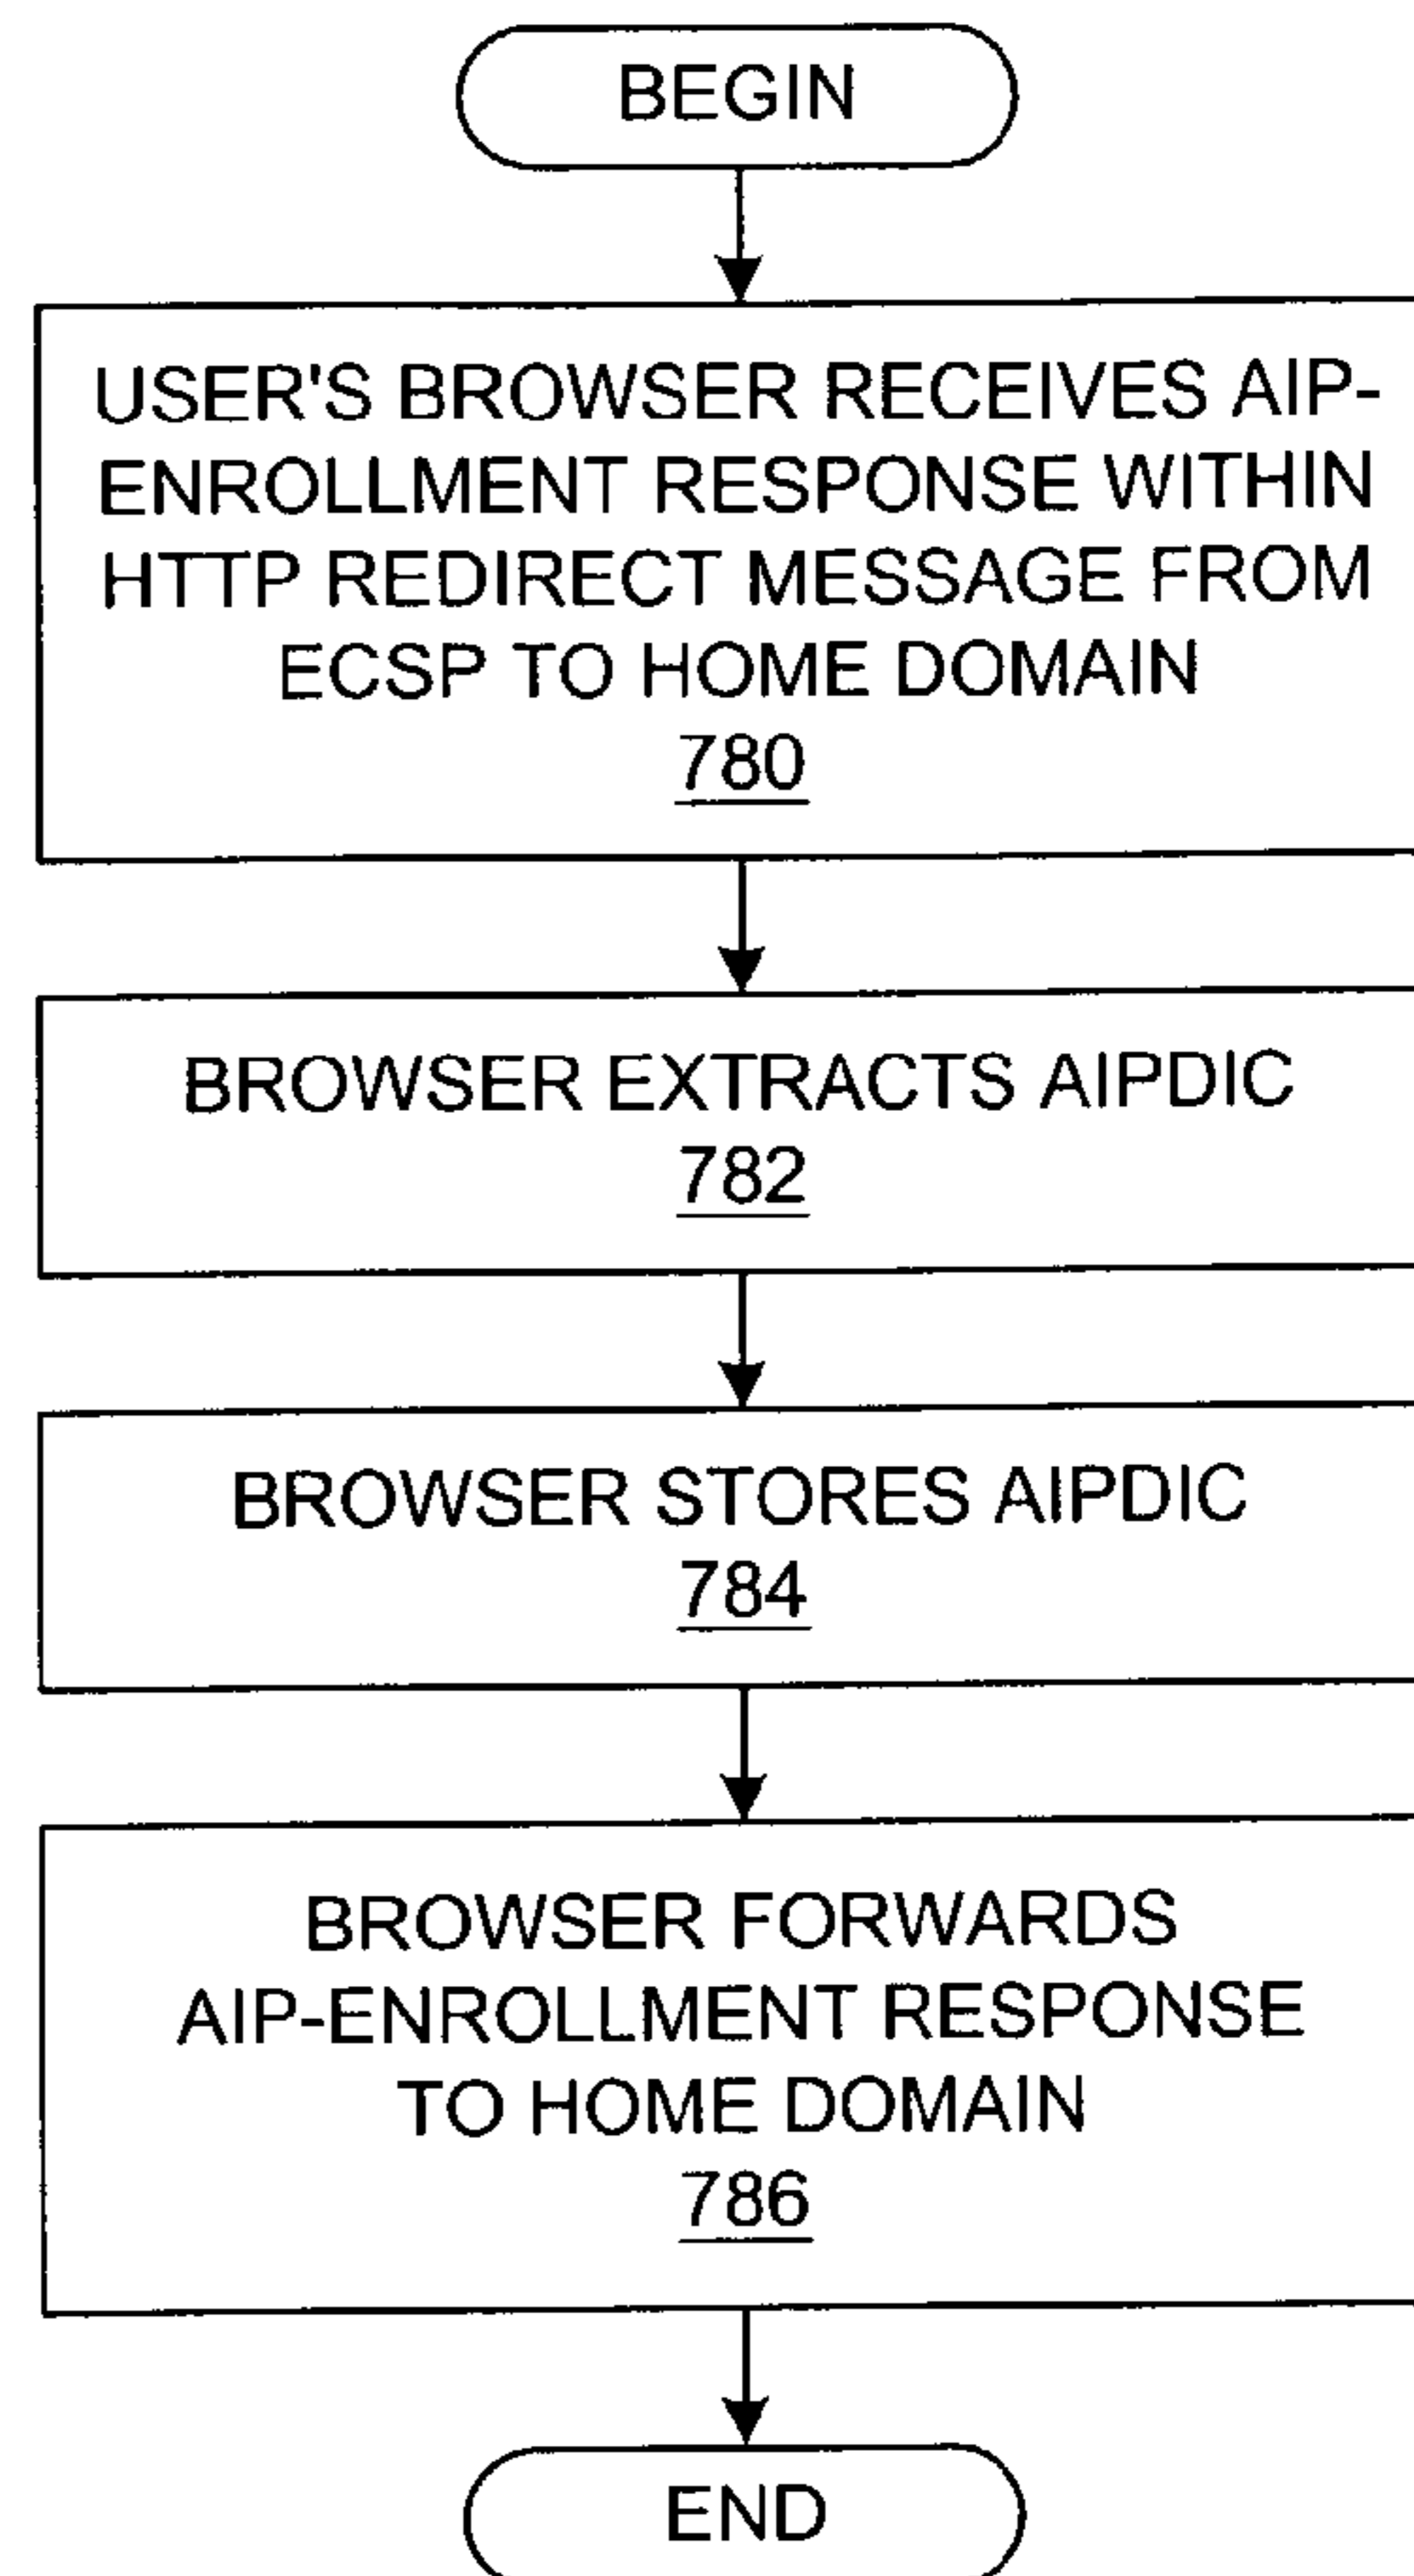 BEGIN
USER'S BROWSER RECEIVES AIP-
ENROLLMENT RESPONSE WITHIN
HTTP REDIRECT MESSAGE FROM
ECSP TO HOME DOMAIN
780
BROWSER EXTRACTS AIPDIC
782
BROWSER STORES AIPDIC
784
BROWSER FORWARDS
AIP-ENROLLMENT RESPONSE
TO HOME DOMAIN
786
END